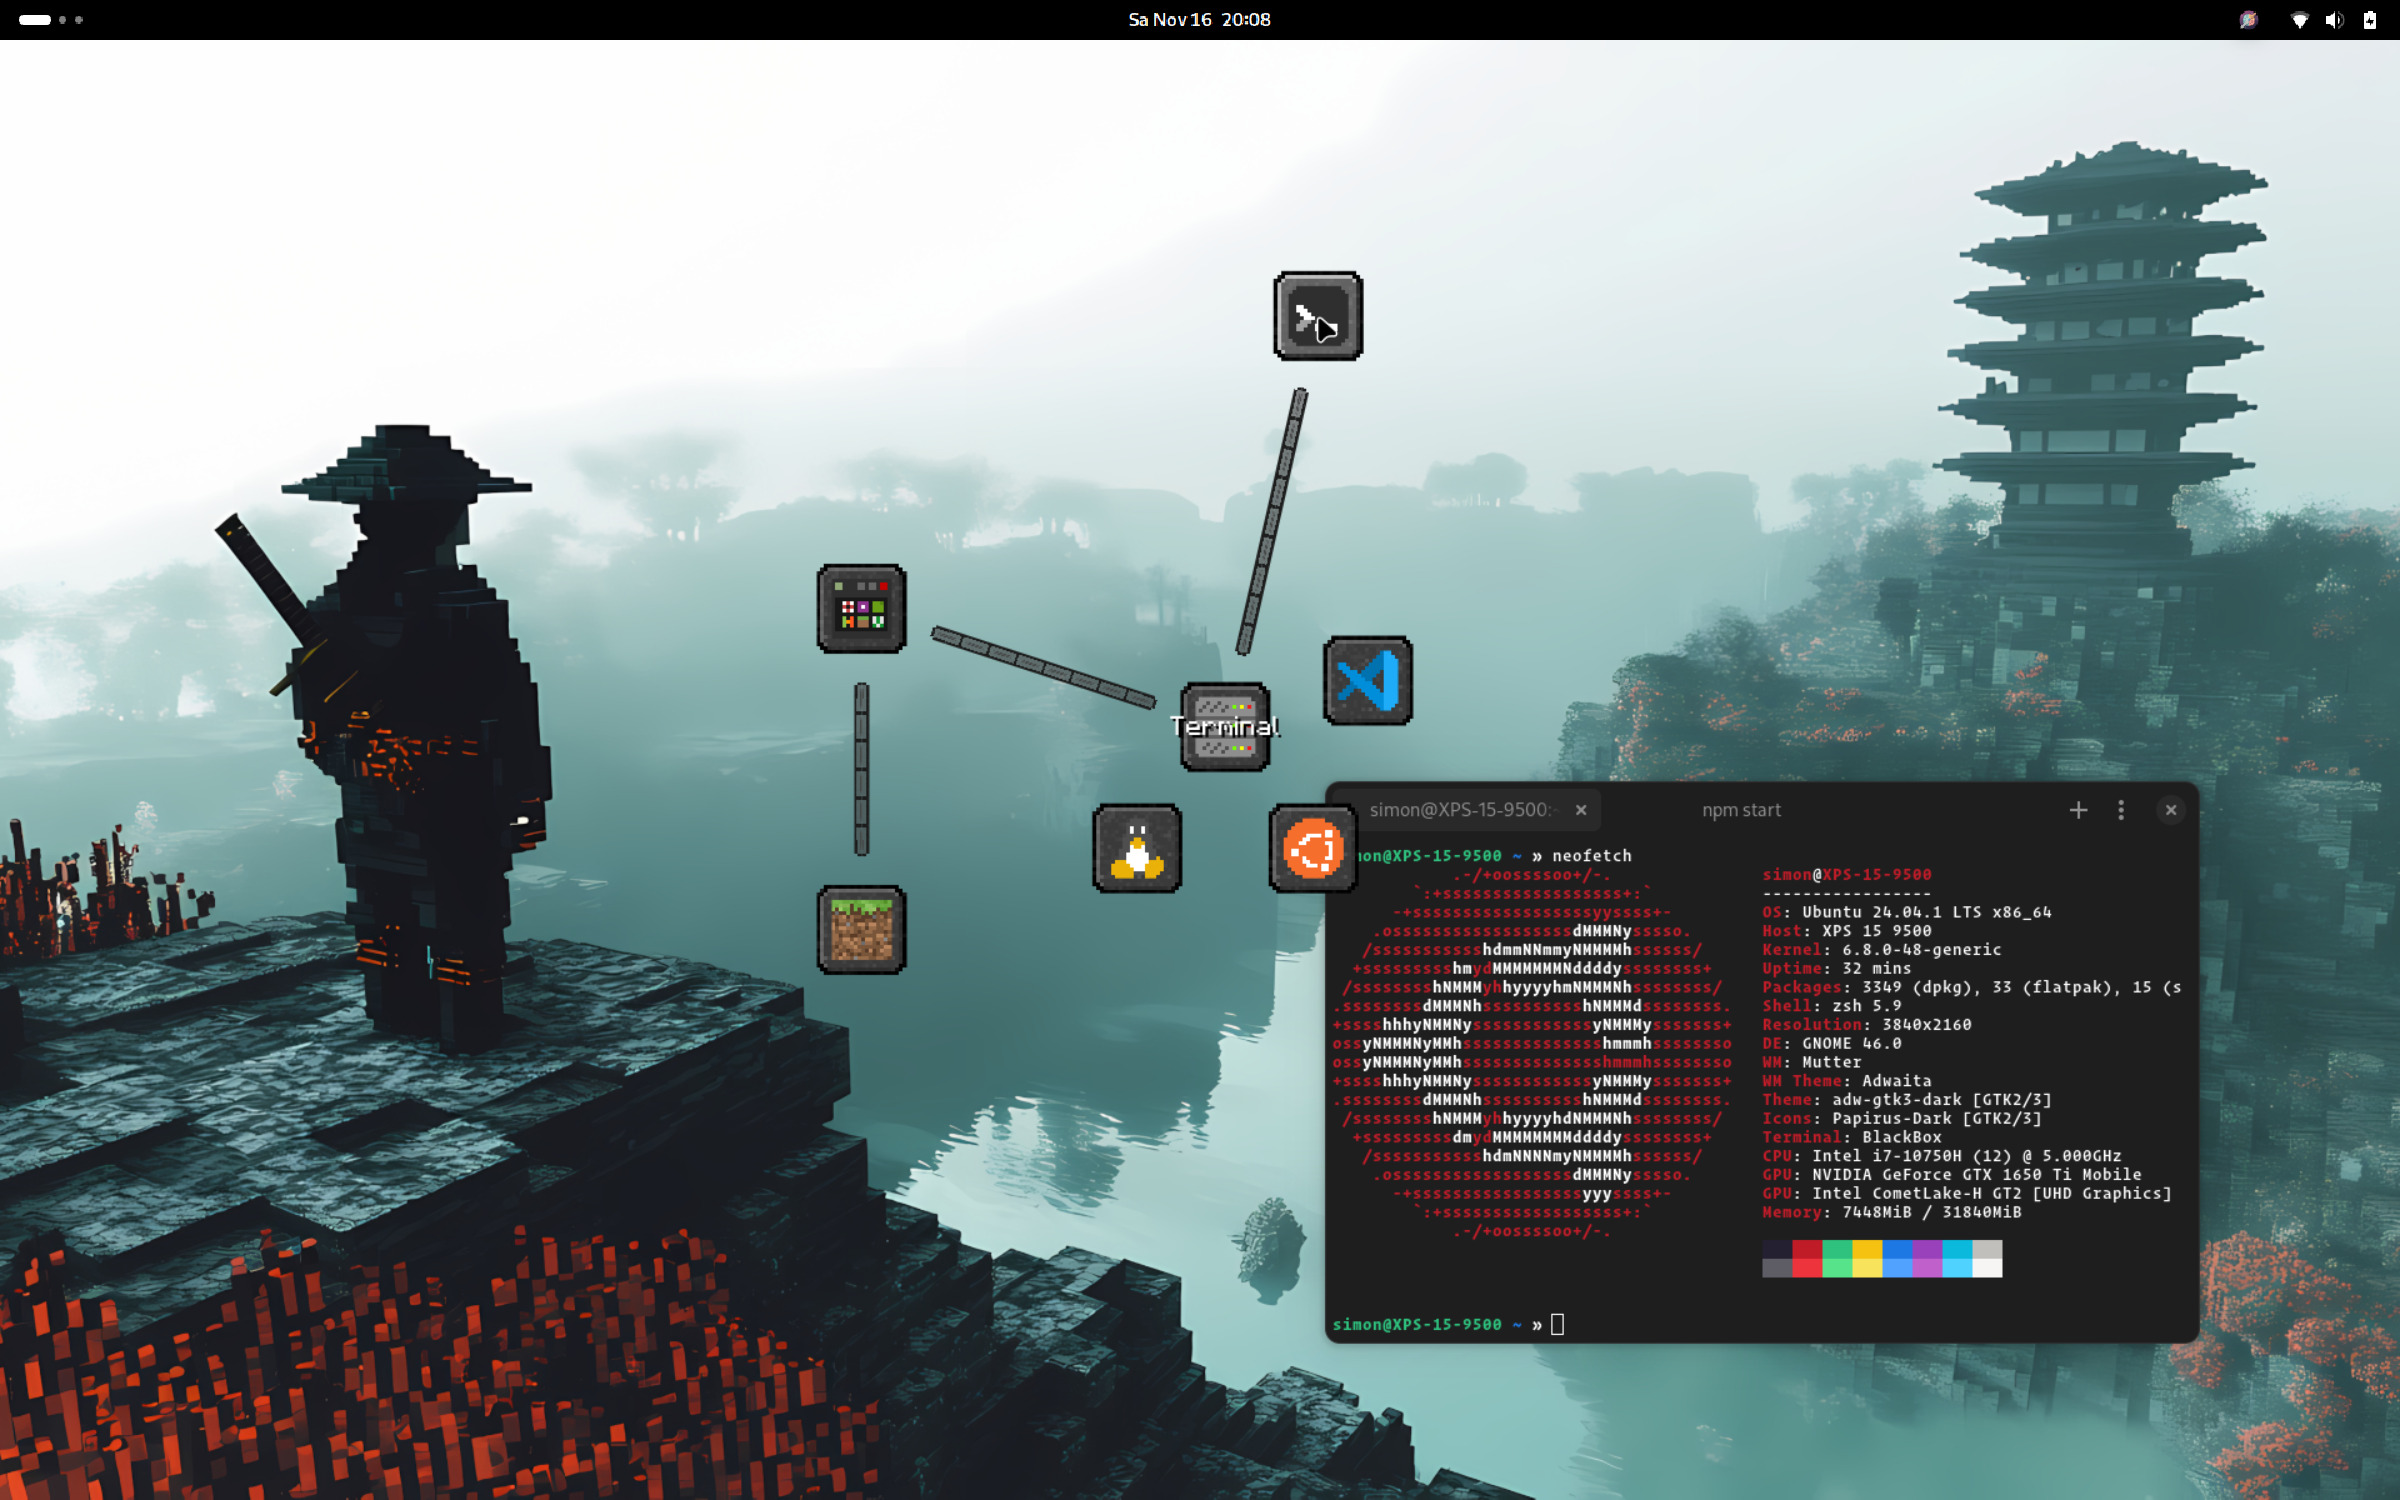 Sa Nov 16 20:08
Terminal
simon@XPS-15-9500:~
npm start
mon@XPS-15-9500 ~ » neofetch
.-/+oossssoo+/-.
`:+ssssssssssssssssss+:`
-+ssssssssssssssssssyyssss+-
.ossssssssssssssssssdMMMNysssso.
/ssssssssssshdmmNNmmyNMMMMhssssss/
+ssssssssshmydMMMMMMMNddddyssssssss+
/sssssssshNMMMyhhyyyyhmNMMMNhssssssss/
.ssssssssdMMMNhsssssssssshNMMMdssssssss.
+sssshhhyNMMNyssssssssssssyNMMMysssssss+
ossyNMMMNyMMhsssssssssssssshmmmhssssssso
ossyNMMMNyMMhsssssssssssssshmmmhssssssso
+sssshhhyNMMNyssssssssssssyNMMMysssssss+
.ssssssssdMMMNhsssssssssshNMMMdssssssss.
/sssssssshNMMMyhhyyyyhdNMMMNhssssssss/
+sssssssssdmydMMMMMMMMddddyssssssss+
/ssssssssssshdmNNNNmyNMMMMhssssss/
.ossssssssssssssssssdMMMNysssso.
-+sssssssssssssssssyyyssss+-
`:+ssssssssssssssssss+:`
.-/+oossssoo+/-.
simon@XPS-15-9500
-----------------
OS: Ubuntu 24.04.1 LTS x86_64
Host: XPS 15 9500
Kernel: 6.8.0-48-generic
Uptime: 32 mins
Packages: 3349 (dpkg), 33 (flatpak), 15 (s
Shell: zsh 5.9
Resolution: 3840x2160
DE: GNOME 46.0
WM: Mutter
WM Theme: Adwaita
Theme: adw-gtk3-dark [GTK2/3]
Icons: Papirus-Dark [GTK2/3]
Terminal: BlackBox
CPU: Intel i7-10750H (12) @ 5.000GHz
GPU: NVIDIA GeForce GTX 1650 Ti Mobile
GPU: Intel CometLake-H GT2 [UHD Graphics]
Memory: 7448MiB / 31840MiB
simon@XPS-15-9500 ~ »